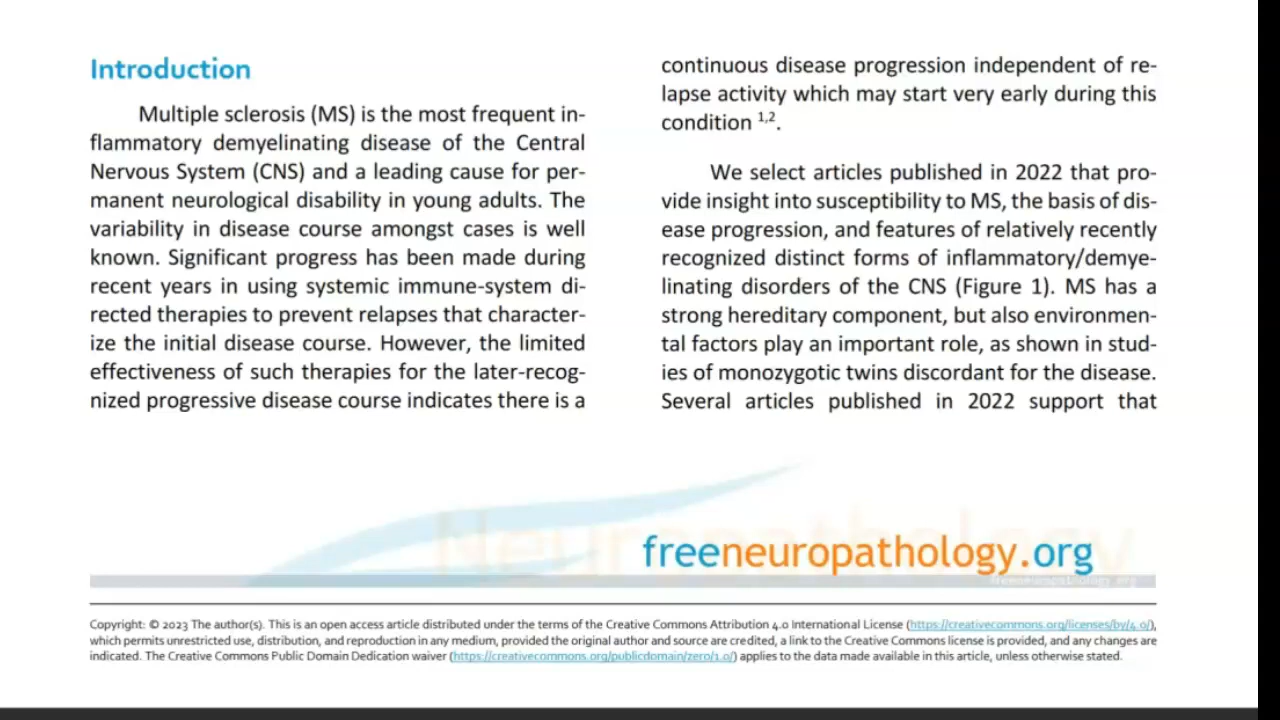 Introduction
Multiple sclerosis (MS) is the most frequent in-
flammatory demyelinating disease of the Central
Nervous System (CNS) and a leading cause for per-
manent neurological disability in young adults. The
variability in disease course amongst cases is well
known. Significant progress has been made during
recent years in using systemic immune-system di-
rected therapies to prevent relapses that character-
ize the initial disease course. However, the limited
effectiveness of such therapies for the later-recog-
nized progressive disease course indicates there is a
continuous disease progression independent of re-
lapse activity which may start very early during this
condition 1,2.
We select articles published in 2022 that pro-
vide insight into susceptibility to MS, the basis of dis-
ease progression, and features of relatively recently
recognized distinct forms of inflammatory/demye-
linating disorders of the CNS (Figure 1). MS has a
strong hereditary component, but also environmen-
tal factors play an important role, as shown in stud-
ies of monozygotic twins discordant for the disease.
Several articles published in 2022 support that
Neuropathology
freeneuropathology.org
freeneuropathology.org
Copyright: © 2023 The author(s). This is an open access article distributed under the terms of the Creative Commons Attribution 4.0 International License (https://creativecommons.org/licenses/by/4.0/),
which permits unrestricted use, distribution, and reproduction in any medium, provided the original author and source are credited, a link to the Creative Commons license is provided, and any changes are
indicated. The Creative Commons Public Domain Dedication waiver (https://creativecommons.org/publicdomain/zero/1.0/) applies to the data made available in this article, unless otherwise stated.